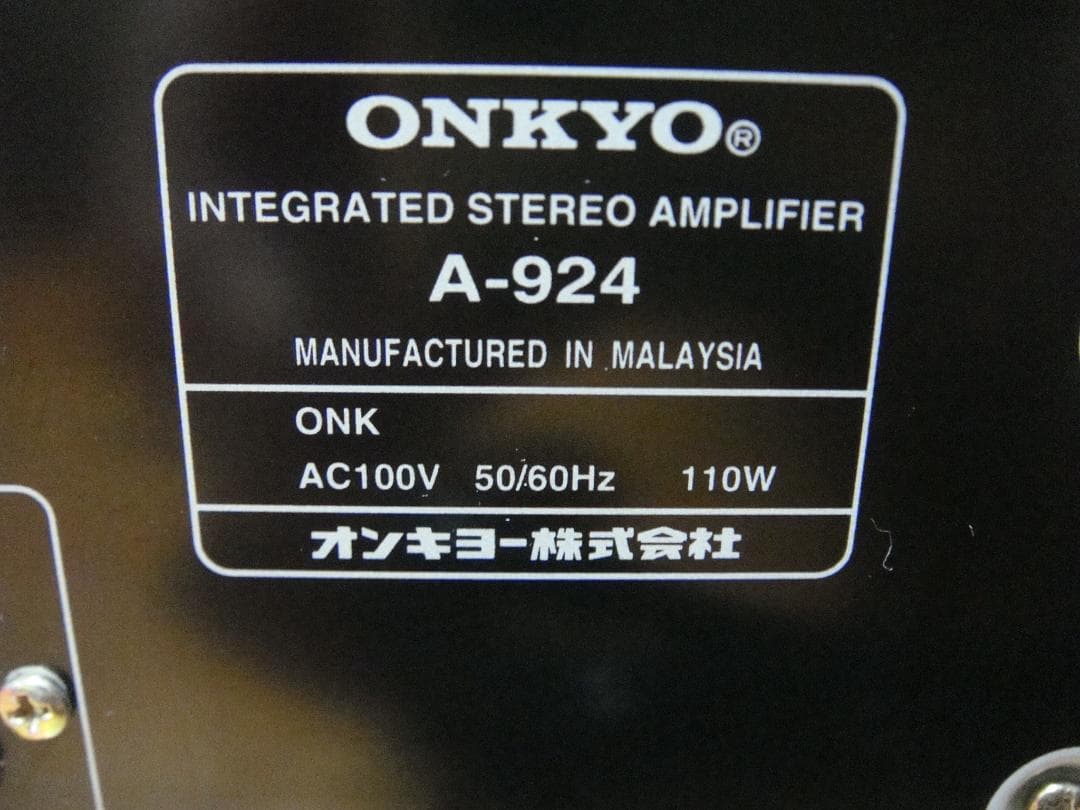 ONKYO®
INTEGRATED STEREO AMPLIFIER
A-924
MANUFACTURED IN MALAYSIA
ONK
AC100V 50/60Hz 110W
オンキヨー株式会社